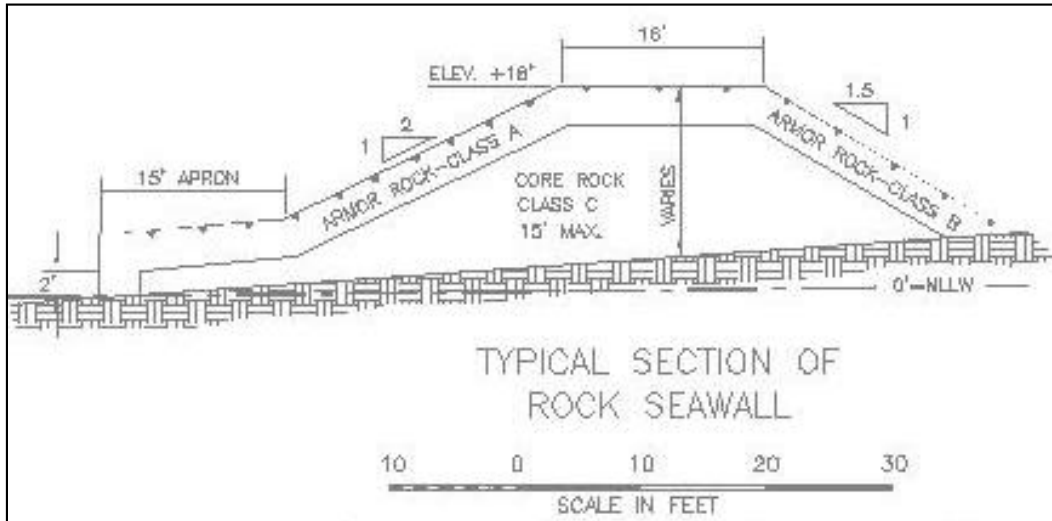 16'
ELEV. +18'
2
1
1.5
1
15' APRON
ARMOR ROCK-CLASS A
ARMOR ROCK-CLASS B
CORE ROCK
CLASS C
15' MAX.
VARIES
2'
0'-NLLW
TYPICAL SECTION OF
ROCK SEAWALL
10 0 10 20 30
SCALE IN FEET